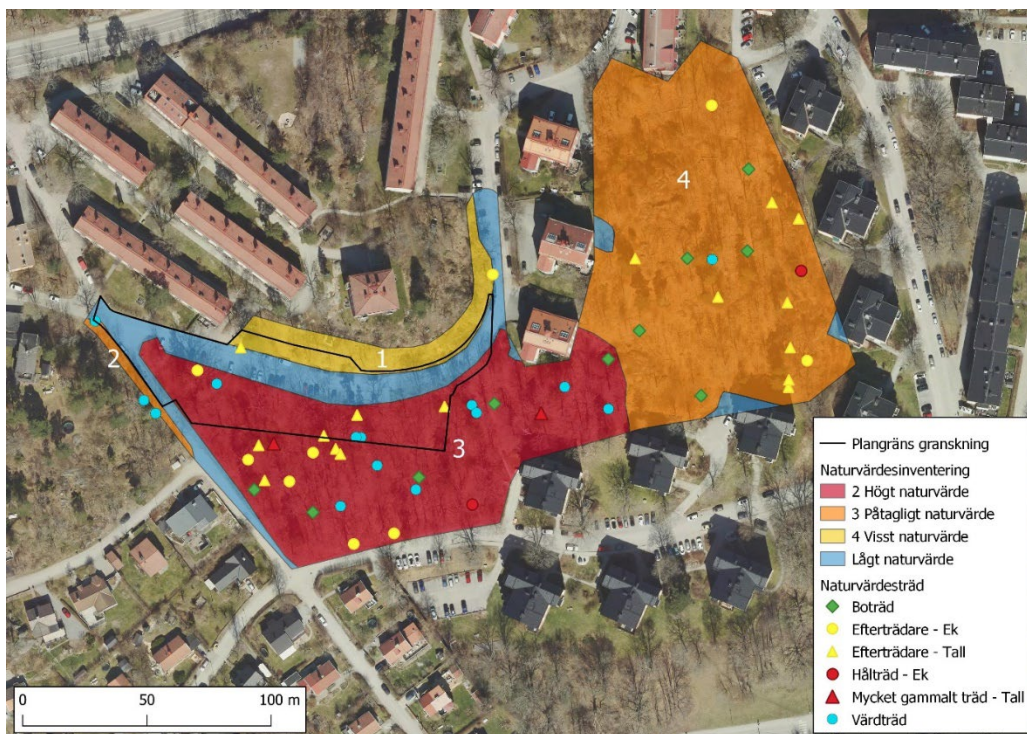 4
2
1
3
Plangräns granskning
Naturvärdesinventering
2 Högt naturvärde
3 Påtagligt naturvärde
4 Visst naturvärde
Lågt naturvärde
Naturvärdesträd
Boträd
Efterträdare - Ek
Efterträdare - Tall
Hålträd - Ek
Mycket gammalt träd - Tall
Värdträd
0 50 100 m